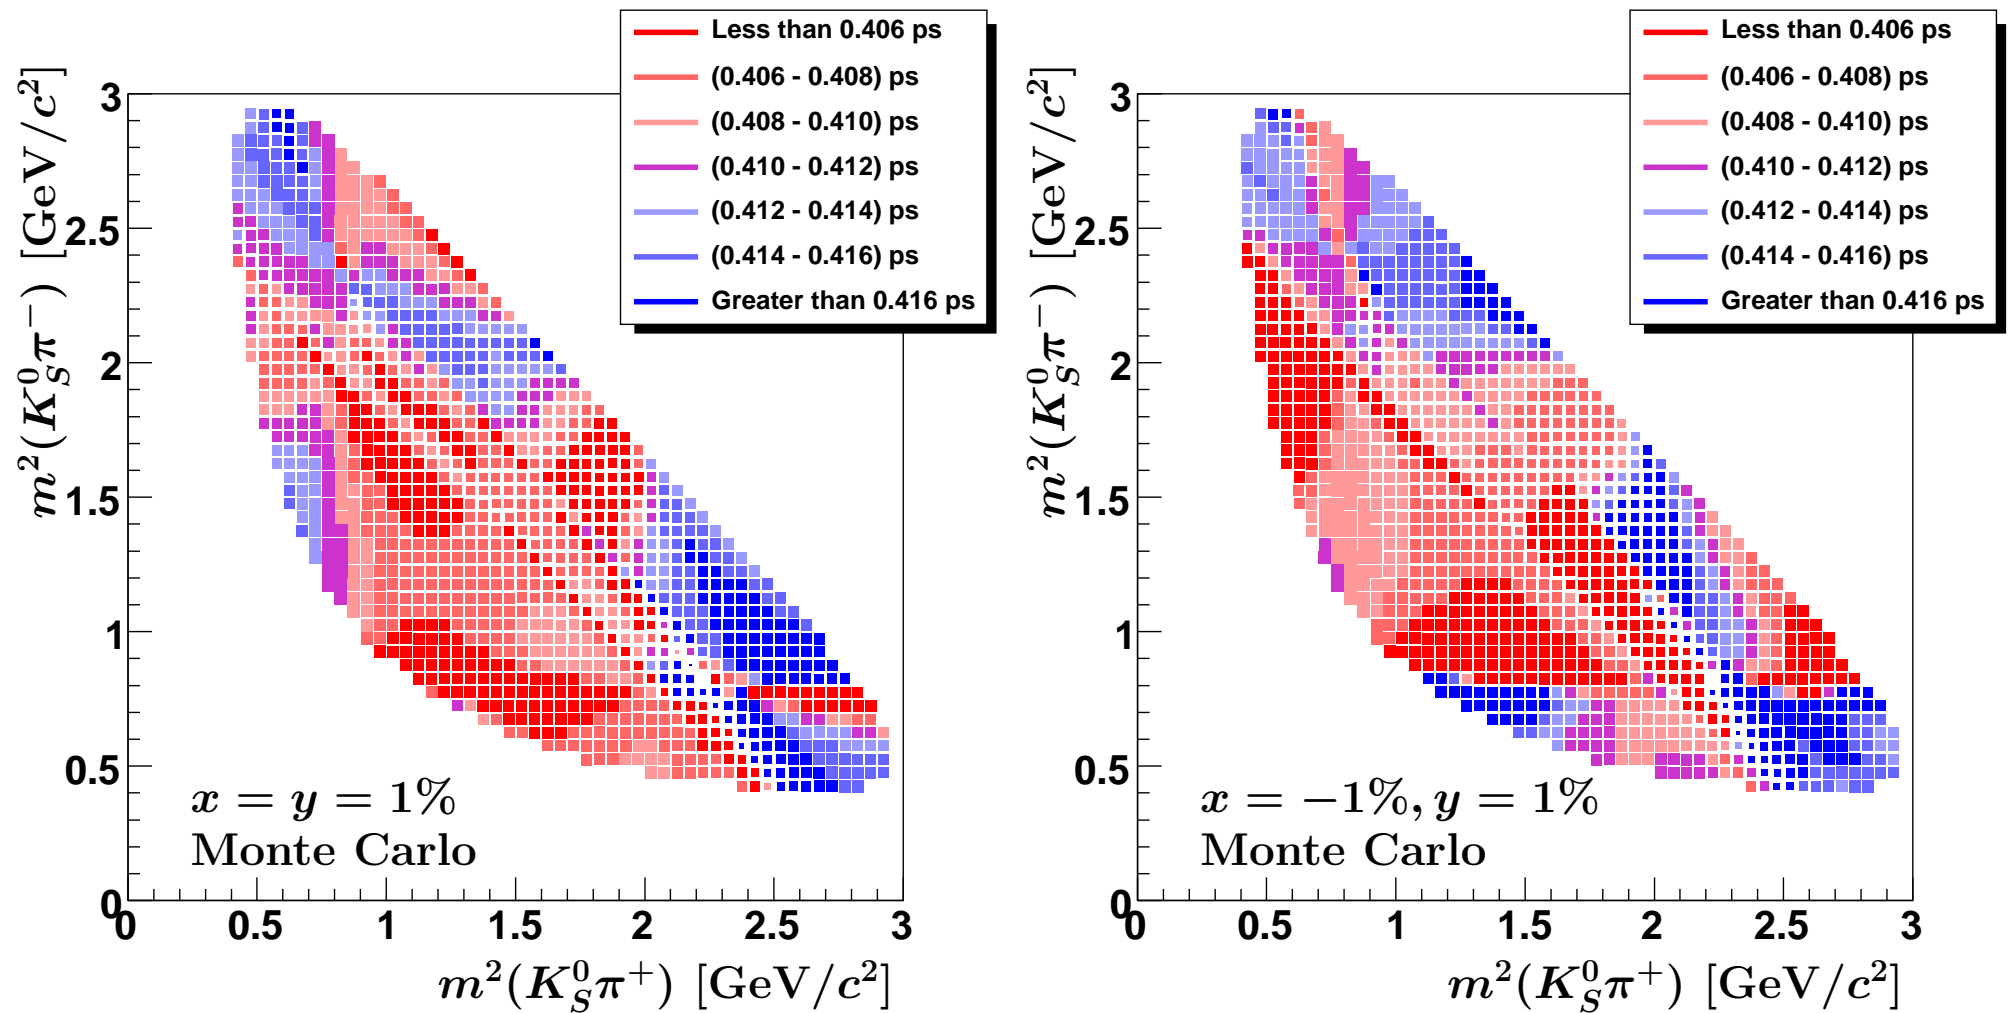 Less than 0.406 ps
(0.406 - 0.408) ps
(0.408 - 0.410) ps
(0.410 - 0.412) ps
(0.412 - 0.414) ps
(0.414 - 0.416) ps
Greater than 0.416 ps
m²(K⁰_Sπ⁻) [GeV/c²]
3
2.5
2
1.5
1
0.5
0
x = y = 1%
Monte Carlo
0 0.5 1 1.5 2 2.5 3
m²(K⁰_Sπ⁺) [GeV/c²]
Less than 0.406 ps
(0.406 - 0.408) ps
(0.408 - 0.410) ps
(0.410 - 0.412) ps
(0.412 - 0.414) ps
(0.414 - 0.416) ps
Greater than 0.416 ps
m²(K⁰_Sπ⁻) [GeV/c²]
3
2.5
2
1.5
1
0.5
0
x = −1%, y = 1%
Monte Carlo
0 0.5 1 1.5 2 2.5 3
m²(K⁰_Sπ⁺) [GeV/c²]